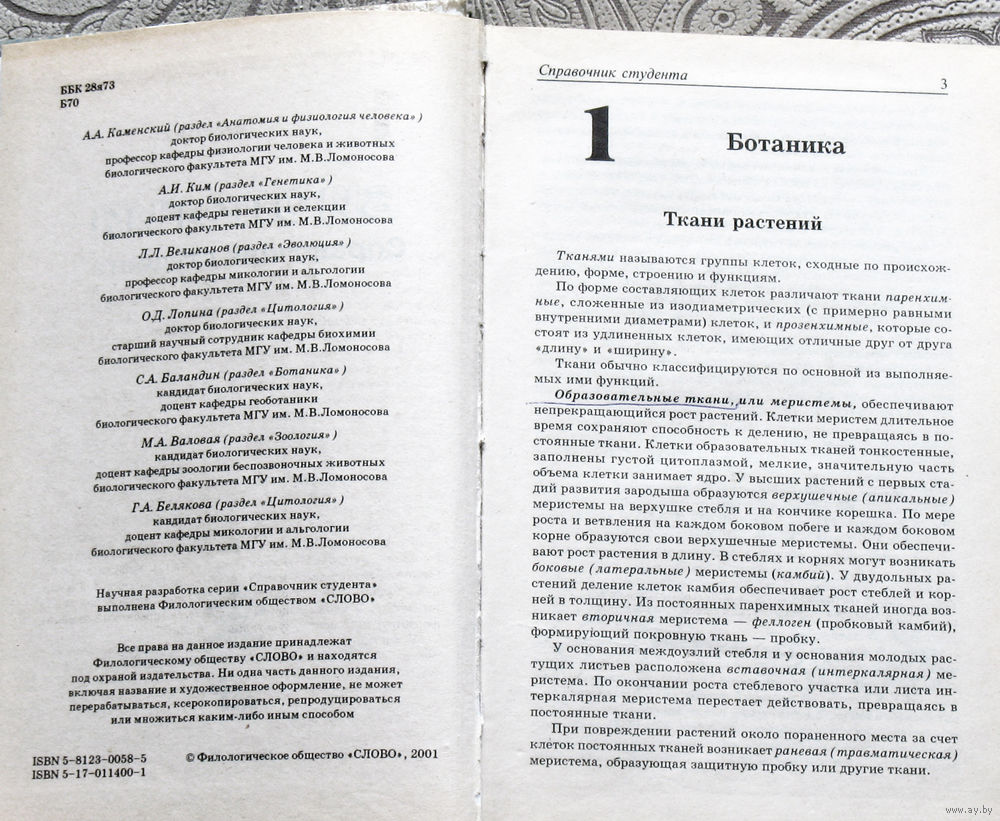 ББК 28я73
Б70
А.А. Каменский (раздел «Анатомия и физиология человека»)
доктор биологических наук,
профессор кафедры физиологии человека и животных
биологического факультета МГУ им. М.В.Ломоносова
А.И. Ким (раздел «Генетика»)
доктор биологических наук,
доцент кафедры генетики и селекции
биологического факультета МГУ им. М.В.Ломоносова
Л.Л. Великанов (раздел «Эволюция»)
доктор биологических наук,
профессор кафедры микологии и альгологии
биологического факультета МГУ им. М.В.Ломоносова
О.Д. Лопина (раздел «Цитология»)
доктор биологических наук,
старший научный сотрудник кафедры биохимии
биологического факультета МГУ им. М.В.Ломоносова
С.А. Баландин (раздел «Ботаника»)
кандидат биологических наук,
доцент кафедры геоботаники
биологического факультета МГУ им. М.В.Ломоносова
М.А. Валовая (раздел «Зоология»)
кандидат биологических наук,
доцент кафедры зоологии беспозвоночных животных
биологического факультета МГУ им. М.В.Ломоносова
Г.А. Белякова (раздел «Цитология»)
кандидат биологических наук,
доцент кафедры микологии и альгологии
биологического факультета МГУ им. М.В.Ломоносова
Научная разработка серии «Справочник студента»
выполнена Филологическим обществом «СЛОВО»
Все права на данное издание принадлежат
Филологическому обществу «СЛОВО» и находятся
под охраной издательства. Ни одна часть данного издания,
включая название и художественное оформление, не может
перерабатываться, ксерокопироваться, репродуцироваться
или множиться каким-либо иным способом
ISBN 5-8123-0058-5
ISBN 5-17-011400-1
© Филологическое общество «СЛОВО», 2001
Справочник студента 3
1 Ботаника
Ткани растений
Тканями называются группы клеток, сходные по происхож-
дению, форме, строению и функциям.
По форме составляющих клеток различают ткани паренхим-
ные, сложенные из изодиаметрических (с примерно равными
внутренними диаметрами) клеток, и прозенхимные, которые со-
стоят из удлиненных клеток, имеющих отличные друг от друга
«длину» и «ширину».
Ткани обычно классифицируются по основной из выполняе-
мых ими функций.
Образовательные ткани, или меристемы, обеспечивают
непрекращающийся рост растений. Клетки меристем длительное
время сохраняют способность к делению, не превращаясь в по-
стоянные ткани. Клетки образовательных тканей тонкостенные,
заполнены густой цитоплазмой, мелкие, значительную часть
объема клетки занимает ядро. У высших растений с первых ста-
дий развития зародыша образуются верхушечные (апикальные)
меристемы на верхушке стебля и на кончике корешка. По мере
роста и ветвления на каждом боковом побеге и каждом боковом
корне образуются свои верхушечные меристемы. Они обеспечи-
вают рост растения в длину. В стеблях и корнях могут возникать
боковые (латеральные) меристемы (камбий). У двудольных ра-
стений деление клеток камбия обеспечивает рост стеблей и кор-
ней в толщину. Из постоянных паренхимных тканей иногда воз-
никает вторичная меристема — феллоген (пробковый камбий),
формирующий покровную ткань — пробку.
У основания междоузлий стебля и у основания молодых рас-
тущих листьев расположена вставочная (интеркалярная) ме-
ристема. По окончании роста стеблевого участка или листа ин-
теркалярная меристема перестает действовать, превращаясь в
постоянные ткани.
При повреждении растений около пораненного места за счет
клеток постоянных тканей возникает раневая (травматическая)
меристема, образующая защитную пробку или другие ткани.
www.ay.by